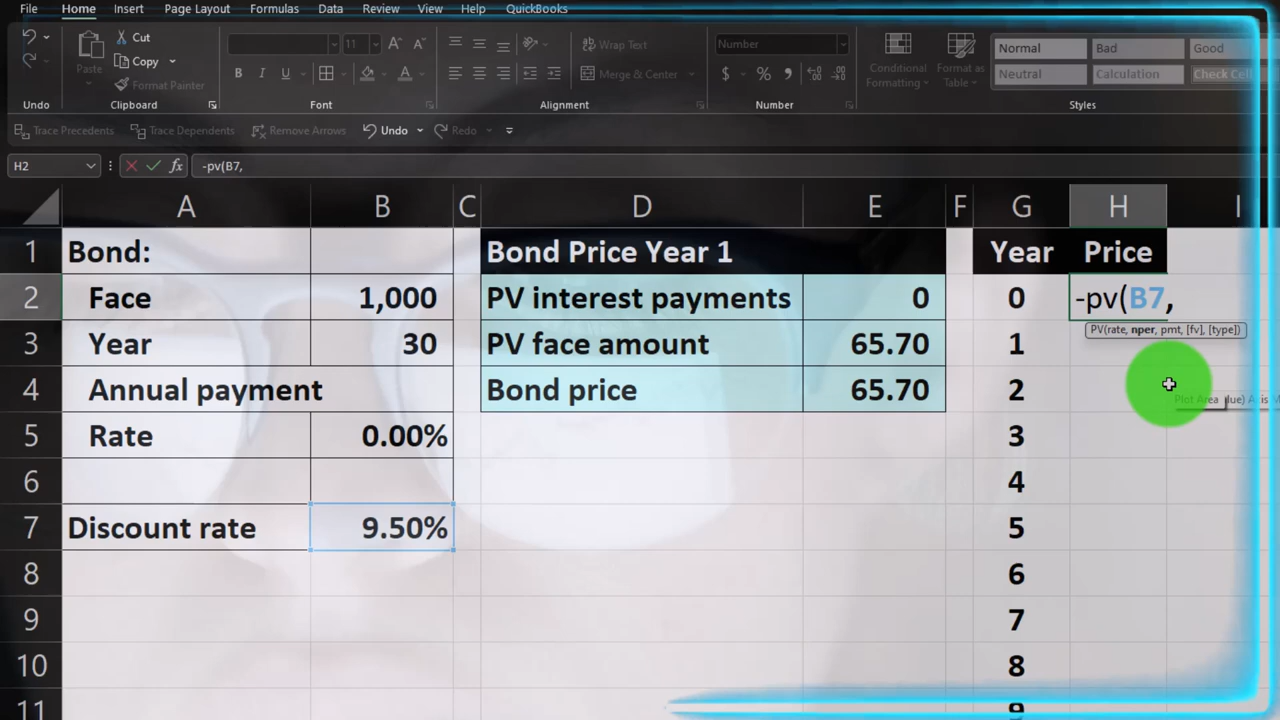 File Home Insert Page Layout Formulas Data Review View Help QuickBooks
Cut
11
Wrap Text
Number
Normal Bad Good
Paste
Copy
Merge & Center
Conditional Formatting
Format as Table
Neutral Calculation Check Cell
Format Painter
Undo Clipboard Font Alignment Number Styles
Trace Precedents Trace Dependents Remove Arrows Undo Redo
H2 fx -pv(B7,
A B C D E F G H I
1 Bond: Bond Price Year 1 Year Price
2 Face 1,000 PV interest payments 0 0 -pv(B7,
PV(rate, nper, pmt, [fv], [type])
3 Year 30 PV face amount 65.70 1
4 Annual payment Bond price 65.70 2
Plot Area
5 Rate 0.00% 3
6 4
7 Discount rate 9.50% 5
8 6
9 7
10 8
11 9